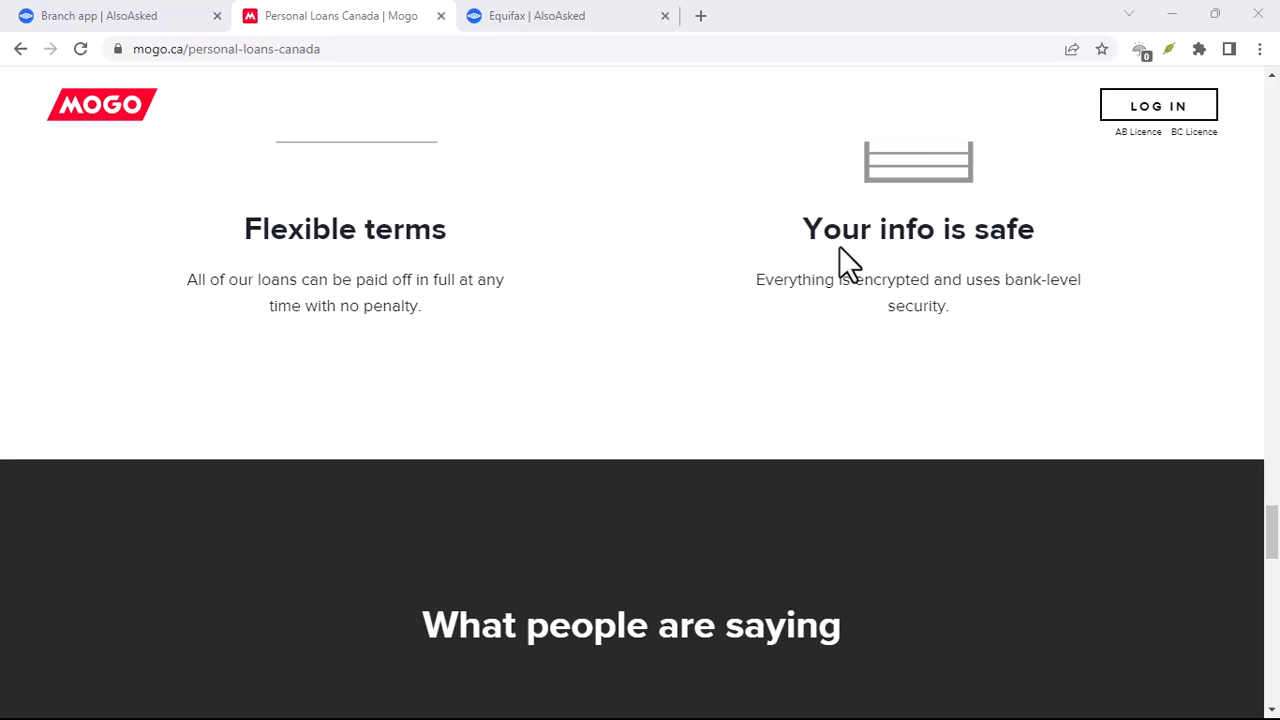 Branch app | AlsoAsked
Personal Loans Canada | Mogo
Equifax | AlsoAsked
mogo.ca/personal-loans-canada
0
MOGO
LOG IN
AB Licence BC Licence
Flexible terms
All of our loans can be paid off in full at any
time with no penalty.
Your info is safe
Everything is encrypted and uses bank-level
security.
What people are saying